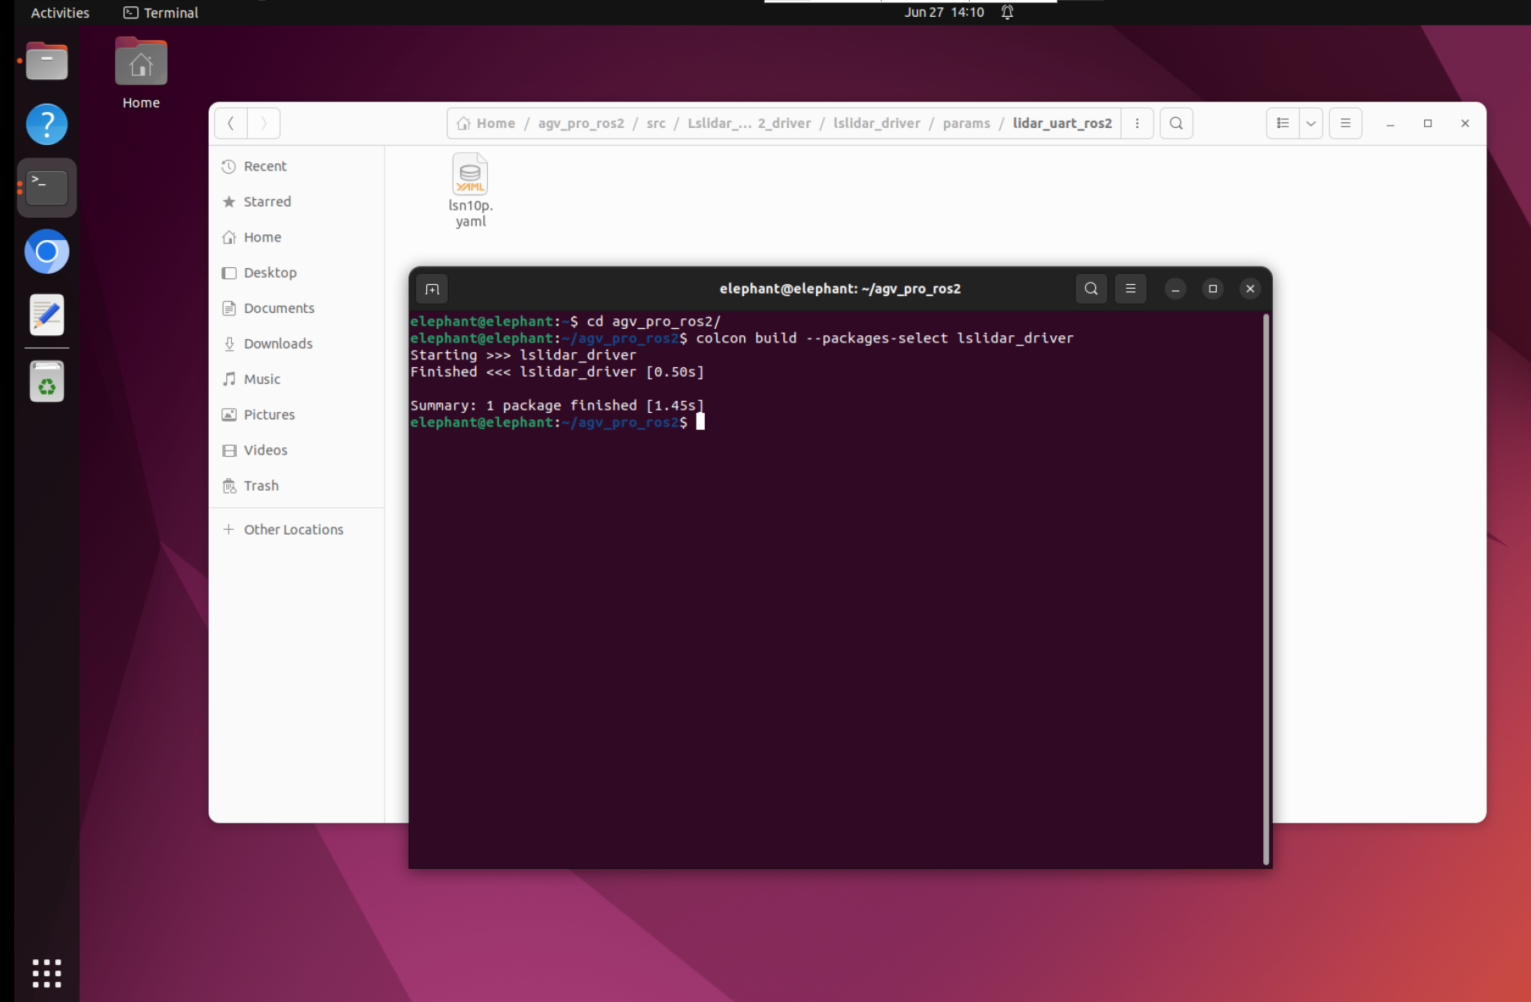 Activities
Terminal
Jun 27 14:10
Home
Home / agv_pro_ros2 / src / Lslidar_... 2_driver / lslidar_driver / params / lidar_uart_ros2
Recent
Starred
Home
Desktop
Documents
Downloads
Music
Pictures
Videos
Trash
+ Other Locations
YAML
lsn10p.
yaml
elephant@elephant: ~/agv_pro_ros2
elephant@elephant:~$ cd agv_pro_ros2/
elephant@elephant:~/agv_pro_ros2$ colcon build --packages-select lslidar_driver
Starting >>> lslidar_driver
Finished <<< lslidar_driver [0.50s]
Summary: 1 package finished [1.45s]
elephant@elephant:~/agv_pro_ros2$